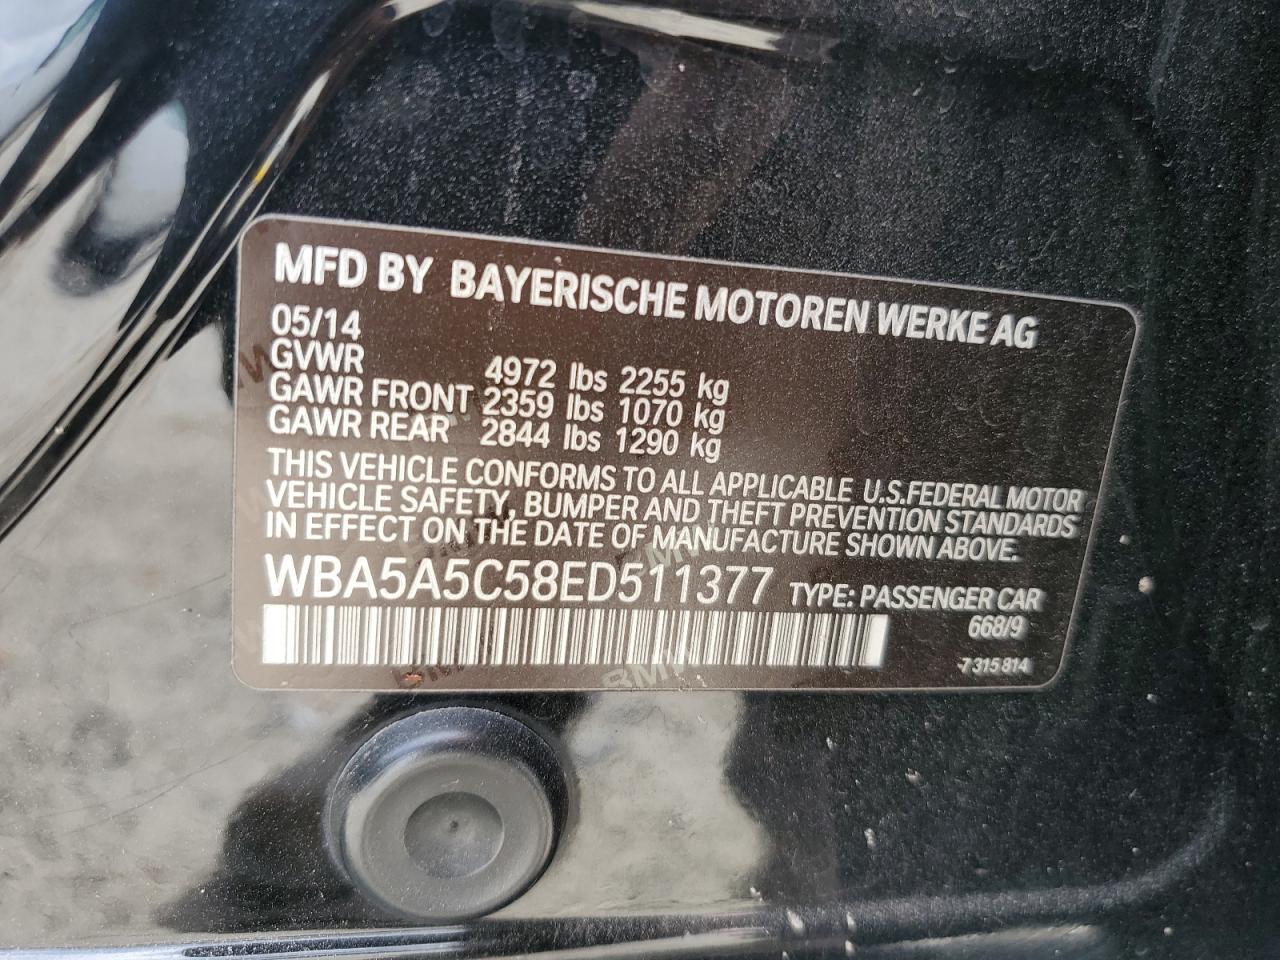 MFD BY BAYERISCHE MOTOREN WERKE AG
05/14
GVWR 4972 lbs 2255 kg
GAWR FRONT 2359 lbs 1070 kg
GAWR REAR 2844 lbs 1290 kg
THIS VEHICLE CONFORMS TO ALL APPLICABLE U.S.FEDERAL MOTOR
VEHICLE SAFETY, BUMPER AND THEFT PREVENTION STANDARDS
IN EFFECT ON THE DATE OF MANUFACTURE SHOWN ABOVE.
WBA5A5C58ED511377 TYPE: PASSENGER CAR
668/9
7 315 814